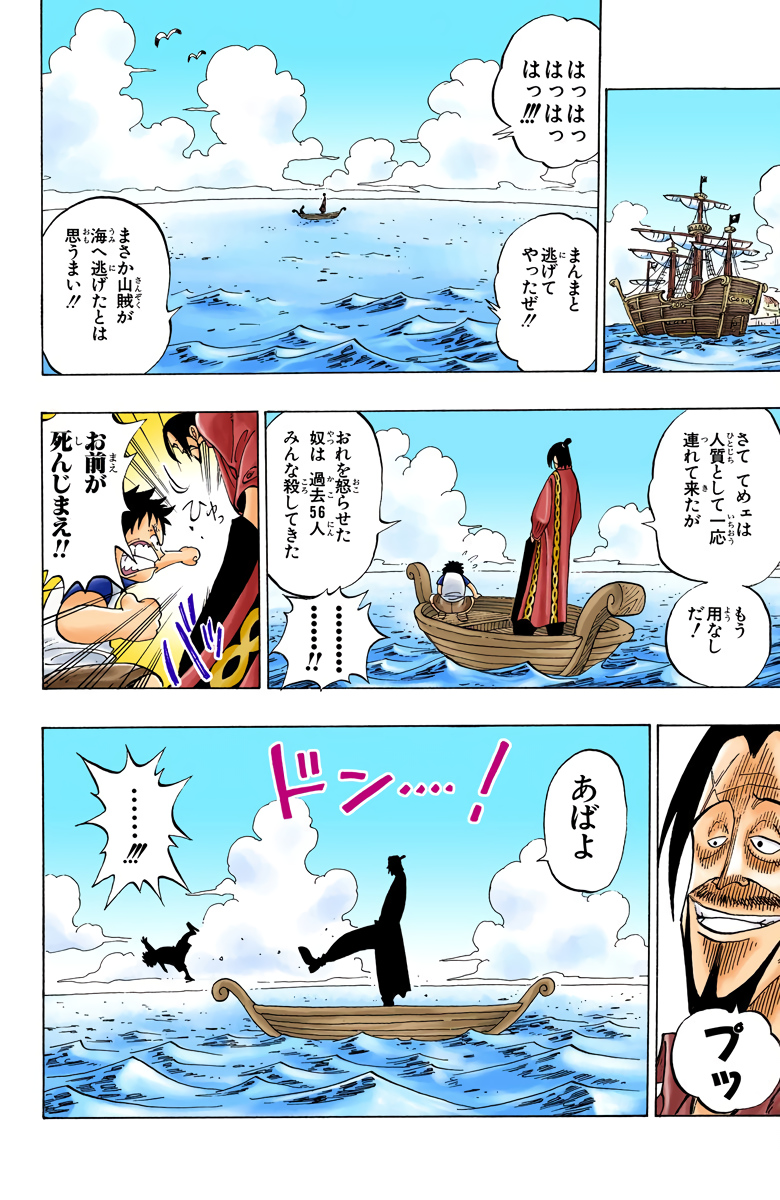 はっはっ
はっはっ
はっ!!!
まんまと
逃げて
やったぜ!!
まさか山賊が
海へ逃げたとは
思うまい!!
さて てめェは
人質として一応
連れて来たが
もう
用なし
だ!
おれを怒らせた
奴は 過去56人
みんな殺してきた
………
………!!
お前が
死んじまえ!!
ひゃっ
バッ
プッ
あばよ
ドン‥‥!
……!!!